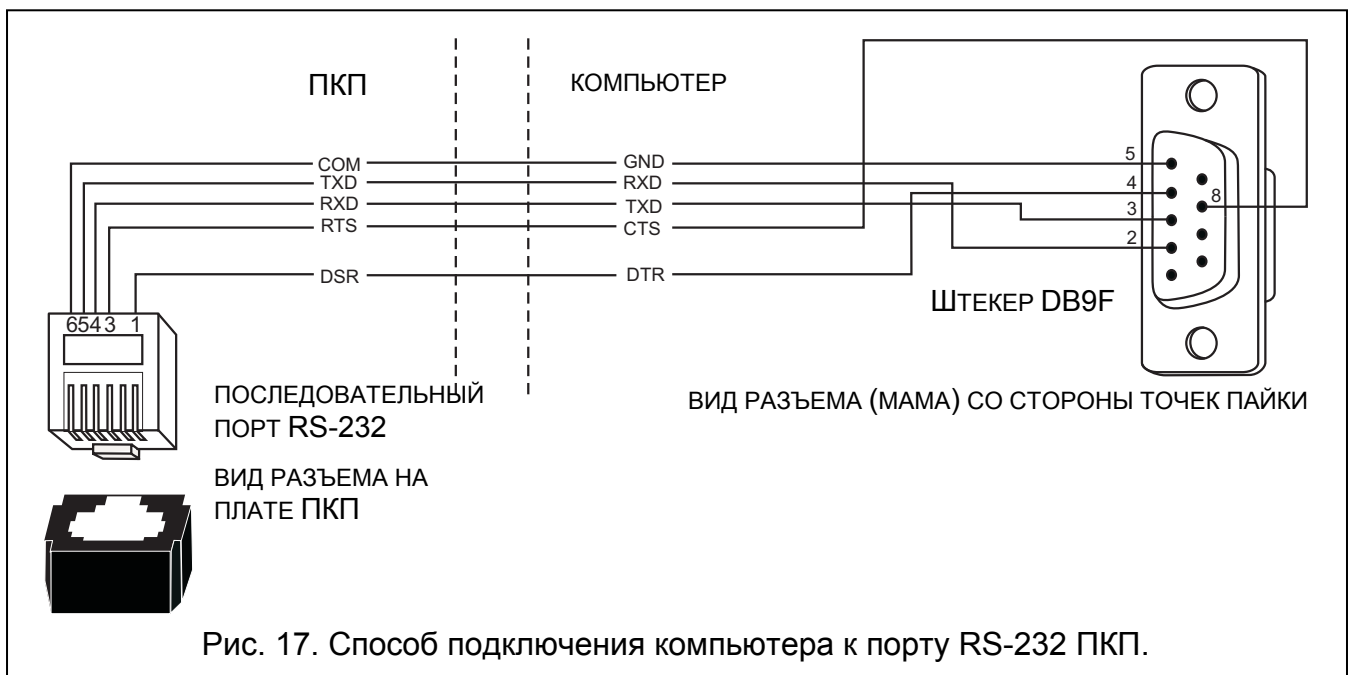 ПКП
КОМПЬЮТЕР
COM GND 5
TXD RXD 4
RXD TXD 3 8
RTS CTS 2
DSR DTR
ШТЕКЕР DB9F
6543 1
ПОСЛЕДОВАТЕЛЬНЫЙ
ПОРТ RS-232
ВИД РАЗЪЕМА (МАМА) СО СТОРОНЫ ТОЧЕК ПАЙКИ
ВИД РАЗЪЕМА НА
ПЛАТЕ ПКП
Рис. 17. Способ подключения компьютера к порту RS-232 ПКП.